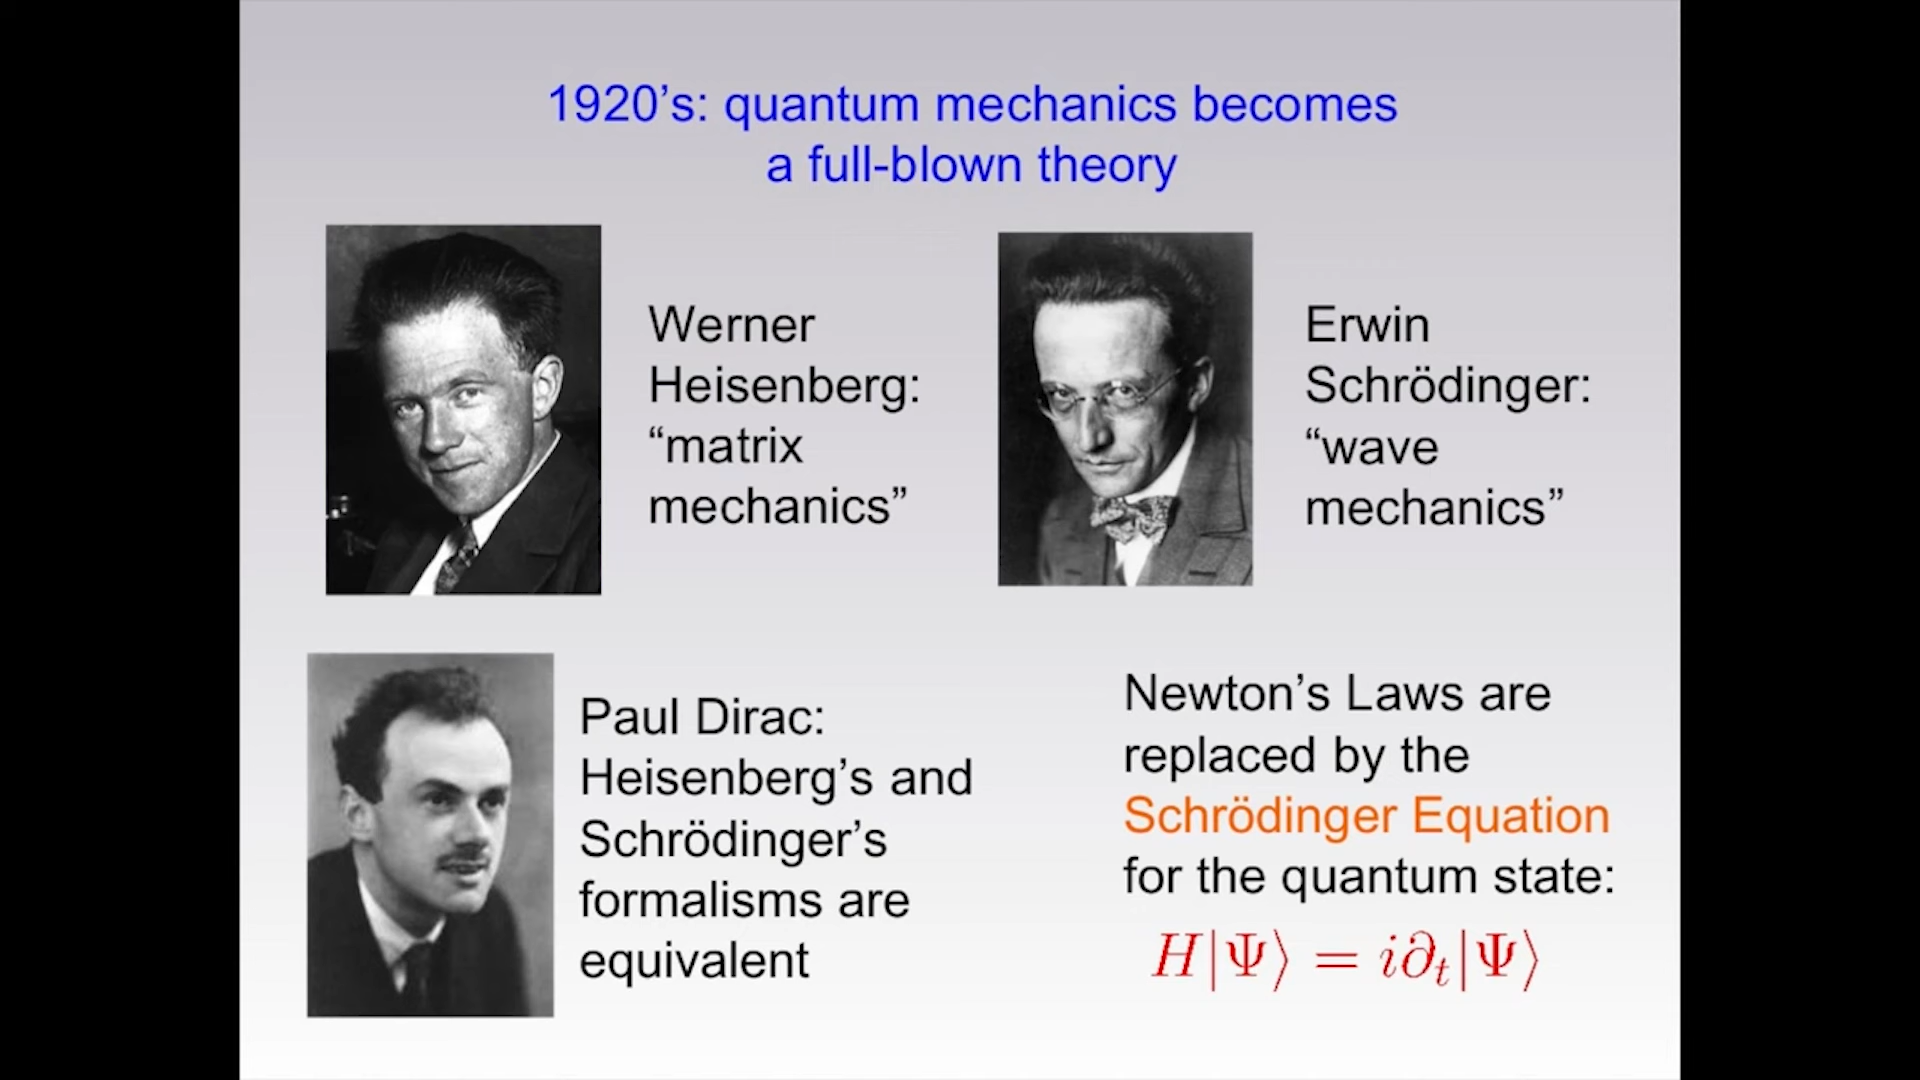 1920’s: quantum mechanics becomes
a full-blown theory
Werner
Heisenberg:
“matrix
mechanics”
Erwin
Schrödinger:
“wave
mechanics”
Paul Dirac:
Heisenberg’s and
Schrödinger’s
formalisms are
equivalent
Newton’s Laws are
replaced by the
Schrödinger Equation
for the quantum state:
H|Ψ⟩ = i∂ₜ|Ψ⟩